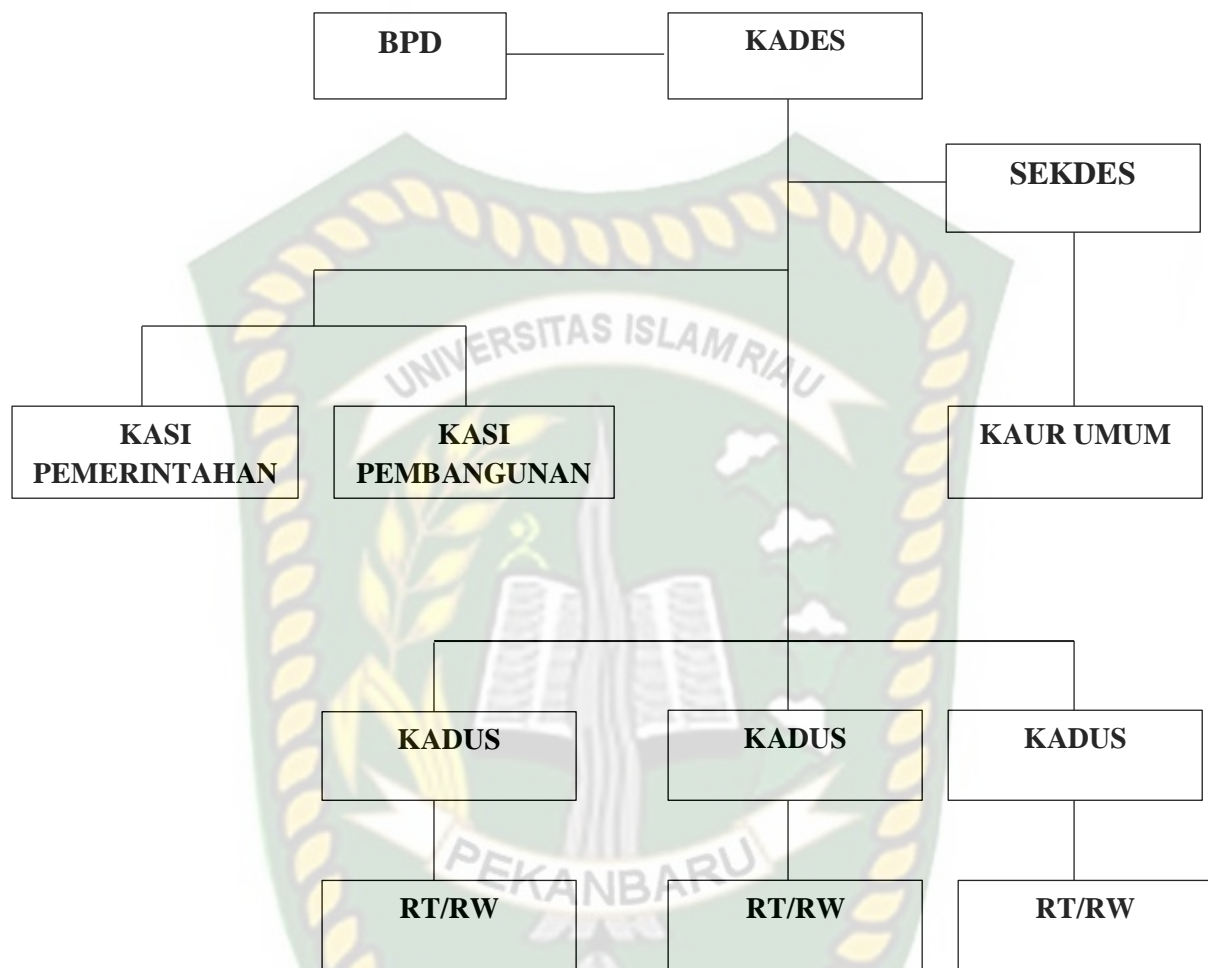 BPD
KADES
SEKDES
UNIVERSITAS ISLAM RIAU
KASI
PEMERINTAHAN
KASI
PEMBANGUNAN
KAUR UMUM
KADUS
KADUS
KADUS
PEKANBARU
RT/RW
RT/RW
RT/RW